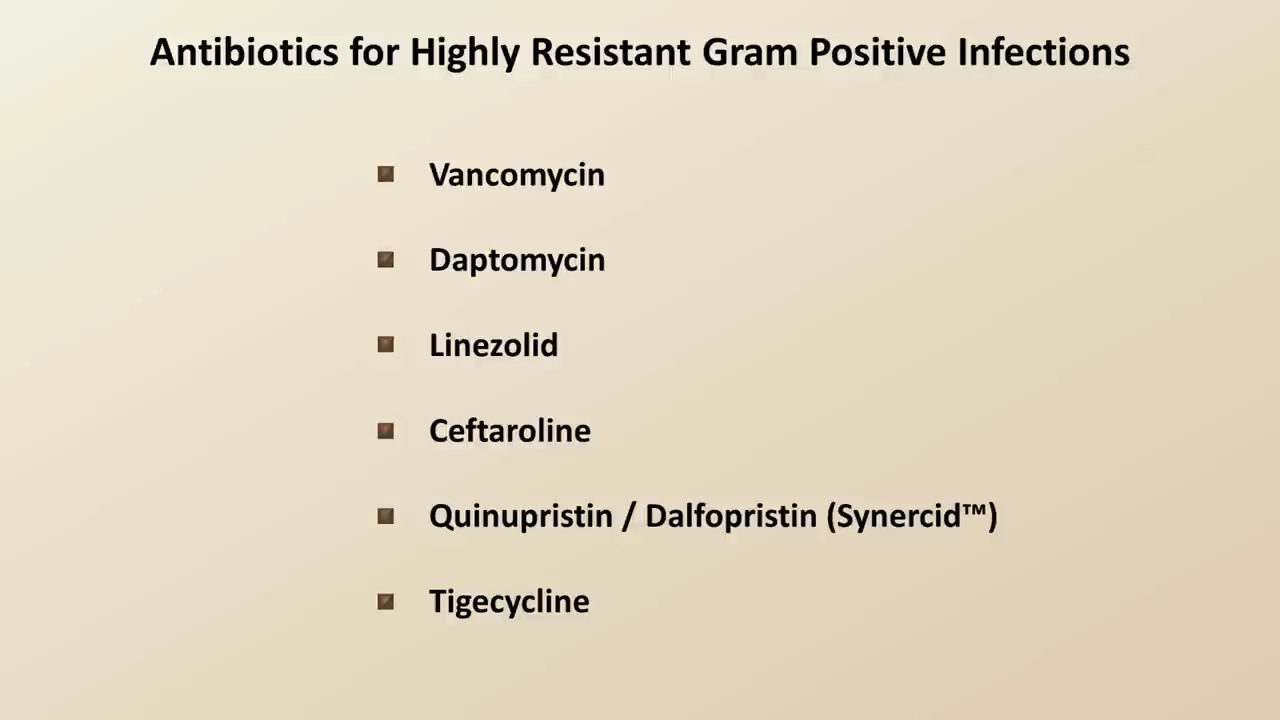 Antibiotics for Highly Resistant Gram Positive Infections
Vancomycin
Daptomycin
Linezolid
Ceftaroline
Quinupristin / Dalfopristin (Synercid™)
Tigecycline